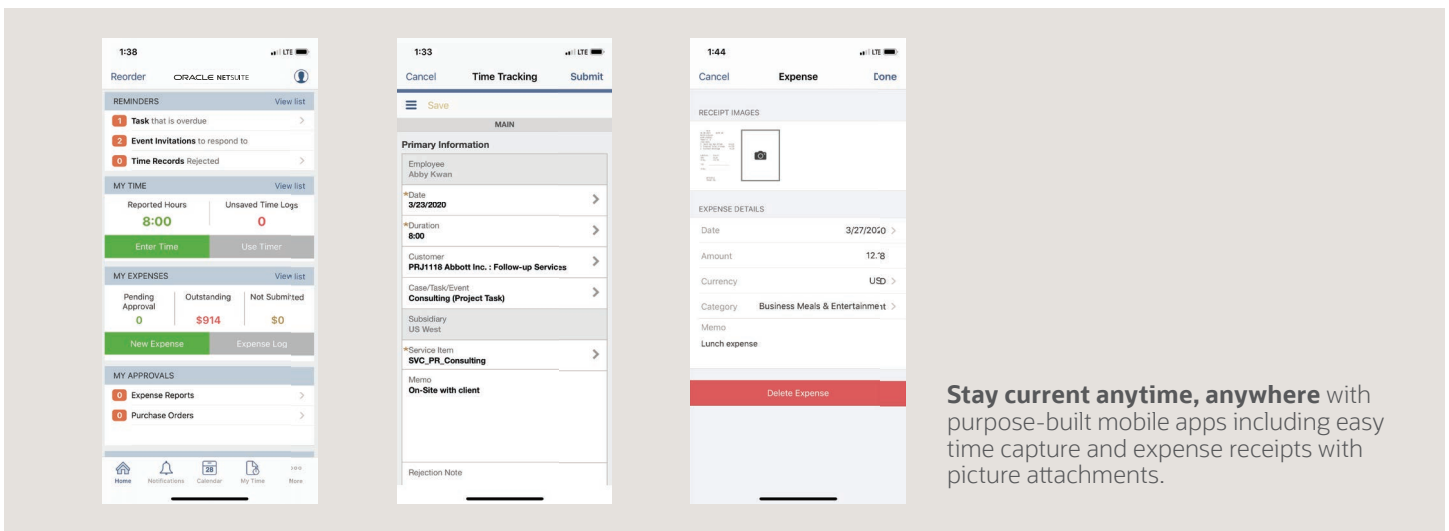 1:38 LTE
Reorder ORACLE NETSUITE
REMINDERS View list
1 Task that is overdue
2 Event Invitations to respond to
0 Time Records Rejected
MY TIME View list
Reported Hours Unsaved Time Logs
8:00 0
Enter Time Use Timer
MY EXPENSES View list
Pending Approval Outstanding Not Submitted
0 $914 $0
New Expense Expense Log
MY APPROVALS
0 Expense Reports
0 Purchase Orders
28
Home Notifications Calendar My Time More
1:33 LTE
Cancel Time Tracking Submit
Save
MAIN
Primary Information
Employee
Abby Kwan
*Date
3/23/2020
*Duration
8:00
Customer
PRJ1118 Abbott Inc. : Follow-up Services
Case/Task/Event
Consulting (Project Task)
Subsidiary
US West
*Service Item
SVC_PR_Consulting
Memo
On-Site with client
Rejection Note
1:44 LTE
Cancel Expense Done
RECEIPT IMAGES
EXPENSE DETAILS
Date 3/27/2020
Amount
Currency USD
Category Business Meals & Entertainment
Memo
Lunch expense
Delete Expense
Stay current anytime, anywhere with
purpose-built mobile apps including easy
time capture and expense receipts with
picture attachments.